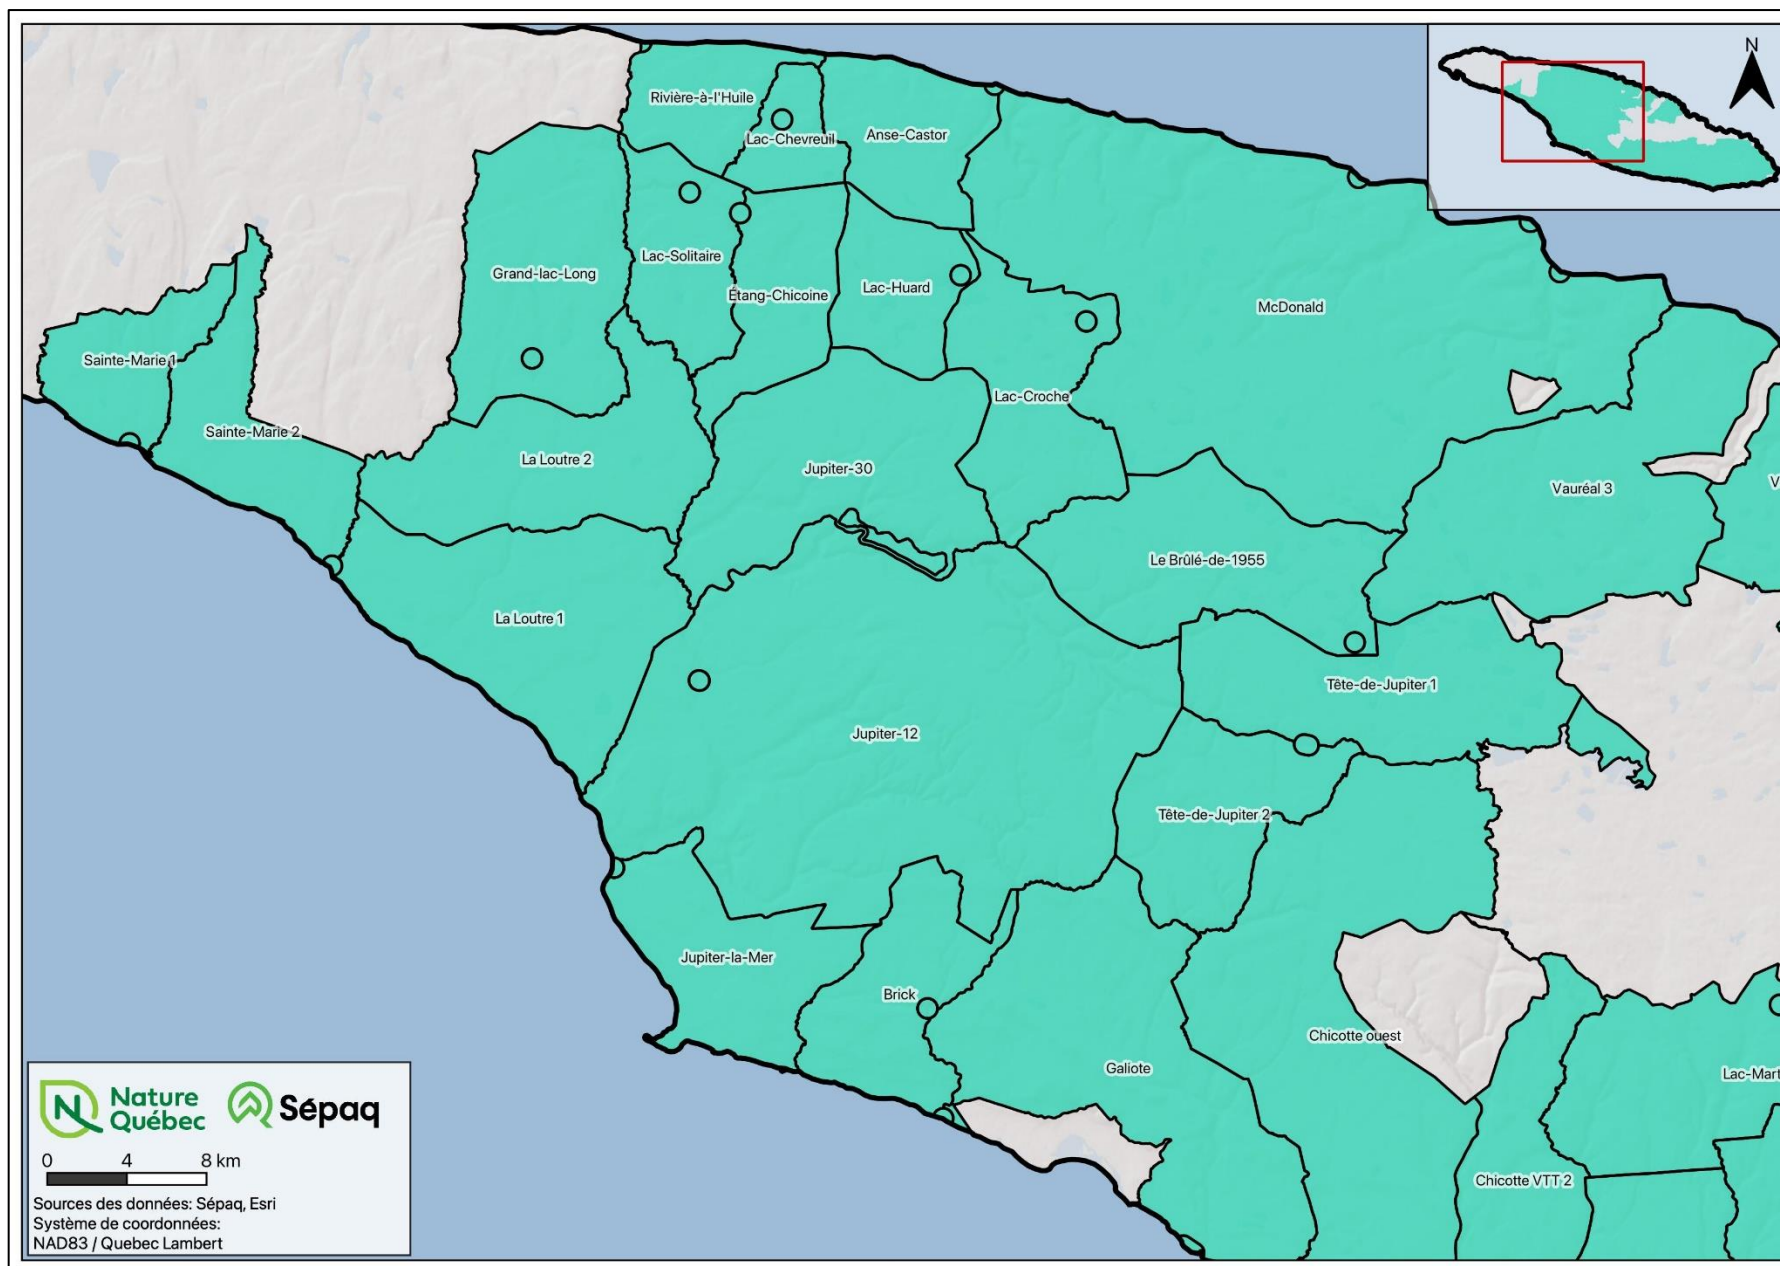 N
Rivière-à-l'Huile
Lac-Chevreuil
Anse-Castor
Grand-lac-Long
Lac-Solitaire
Étang-Chicoine
Lac-Huard
McDonald
Sainte-Marie 1
Sainte-Marie 2
Lac-Croche
La Loutre 2
Jupiter-30
Vauréal 3
V
Le Brûlé-de-1955
La Loutre 1
Tête-de-Jupiter 1
Jupiter-12
Tête-de-Jupiter 2
Jupiter-la-Mer
Brick
Chicotte ouest
Galiote
Lac-Mart
Chicotte VTT 2
N
Nature
Québec
Sépaq
0 4 8 km
Sources des données: Sépaq, Esri
Système de coordonnées:
NAD83 / Quebec Lambert